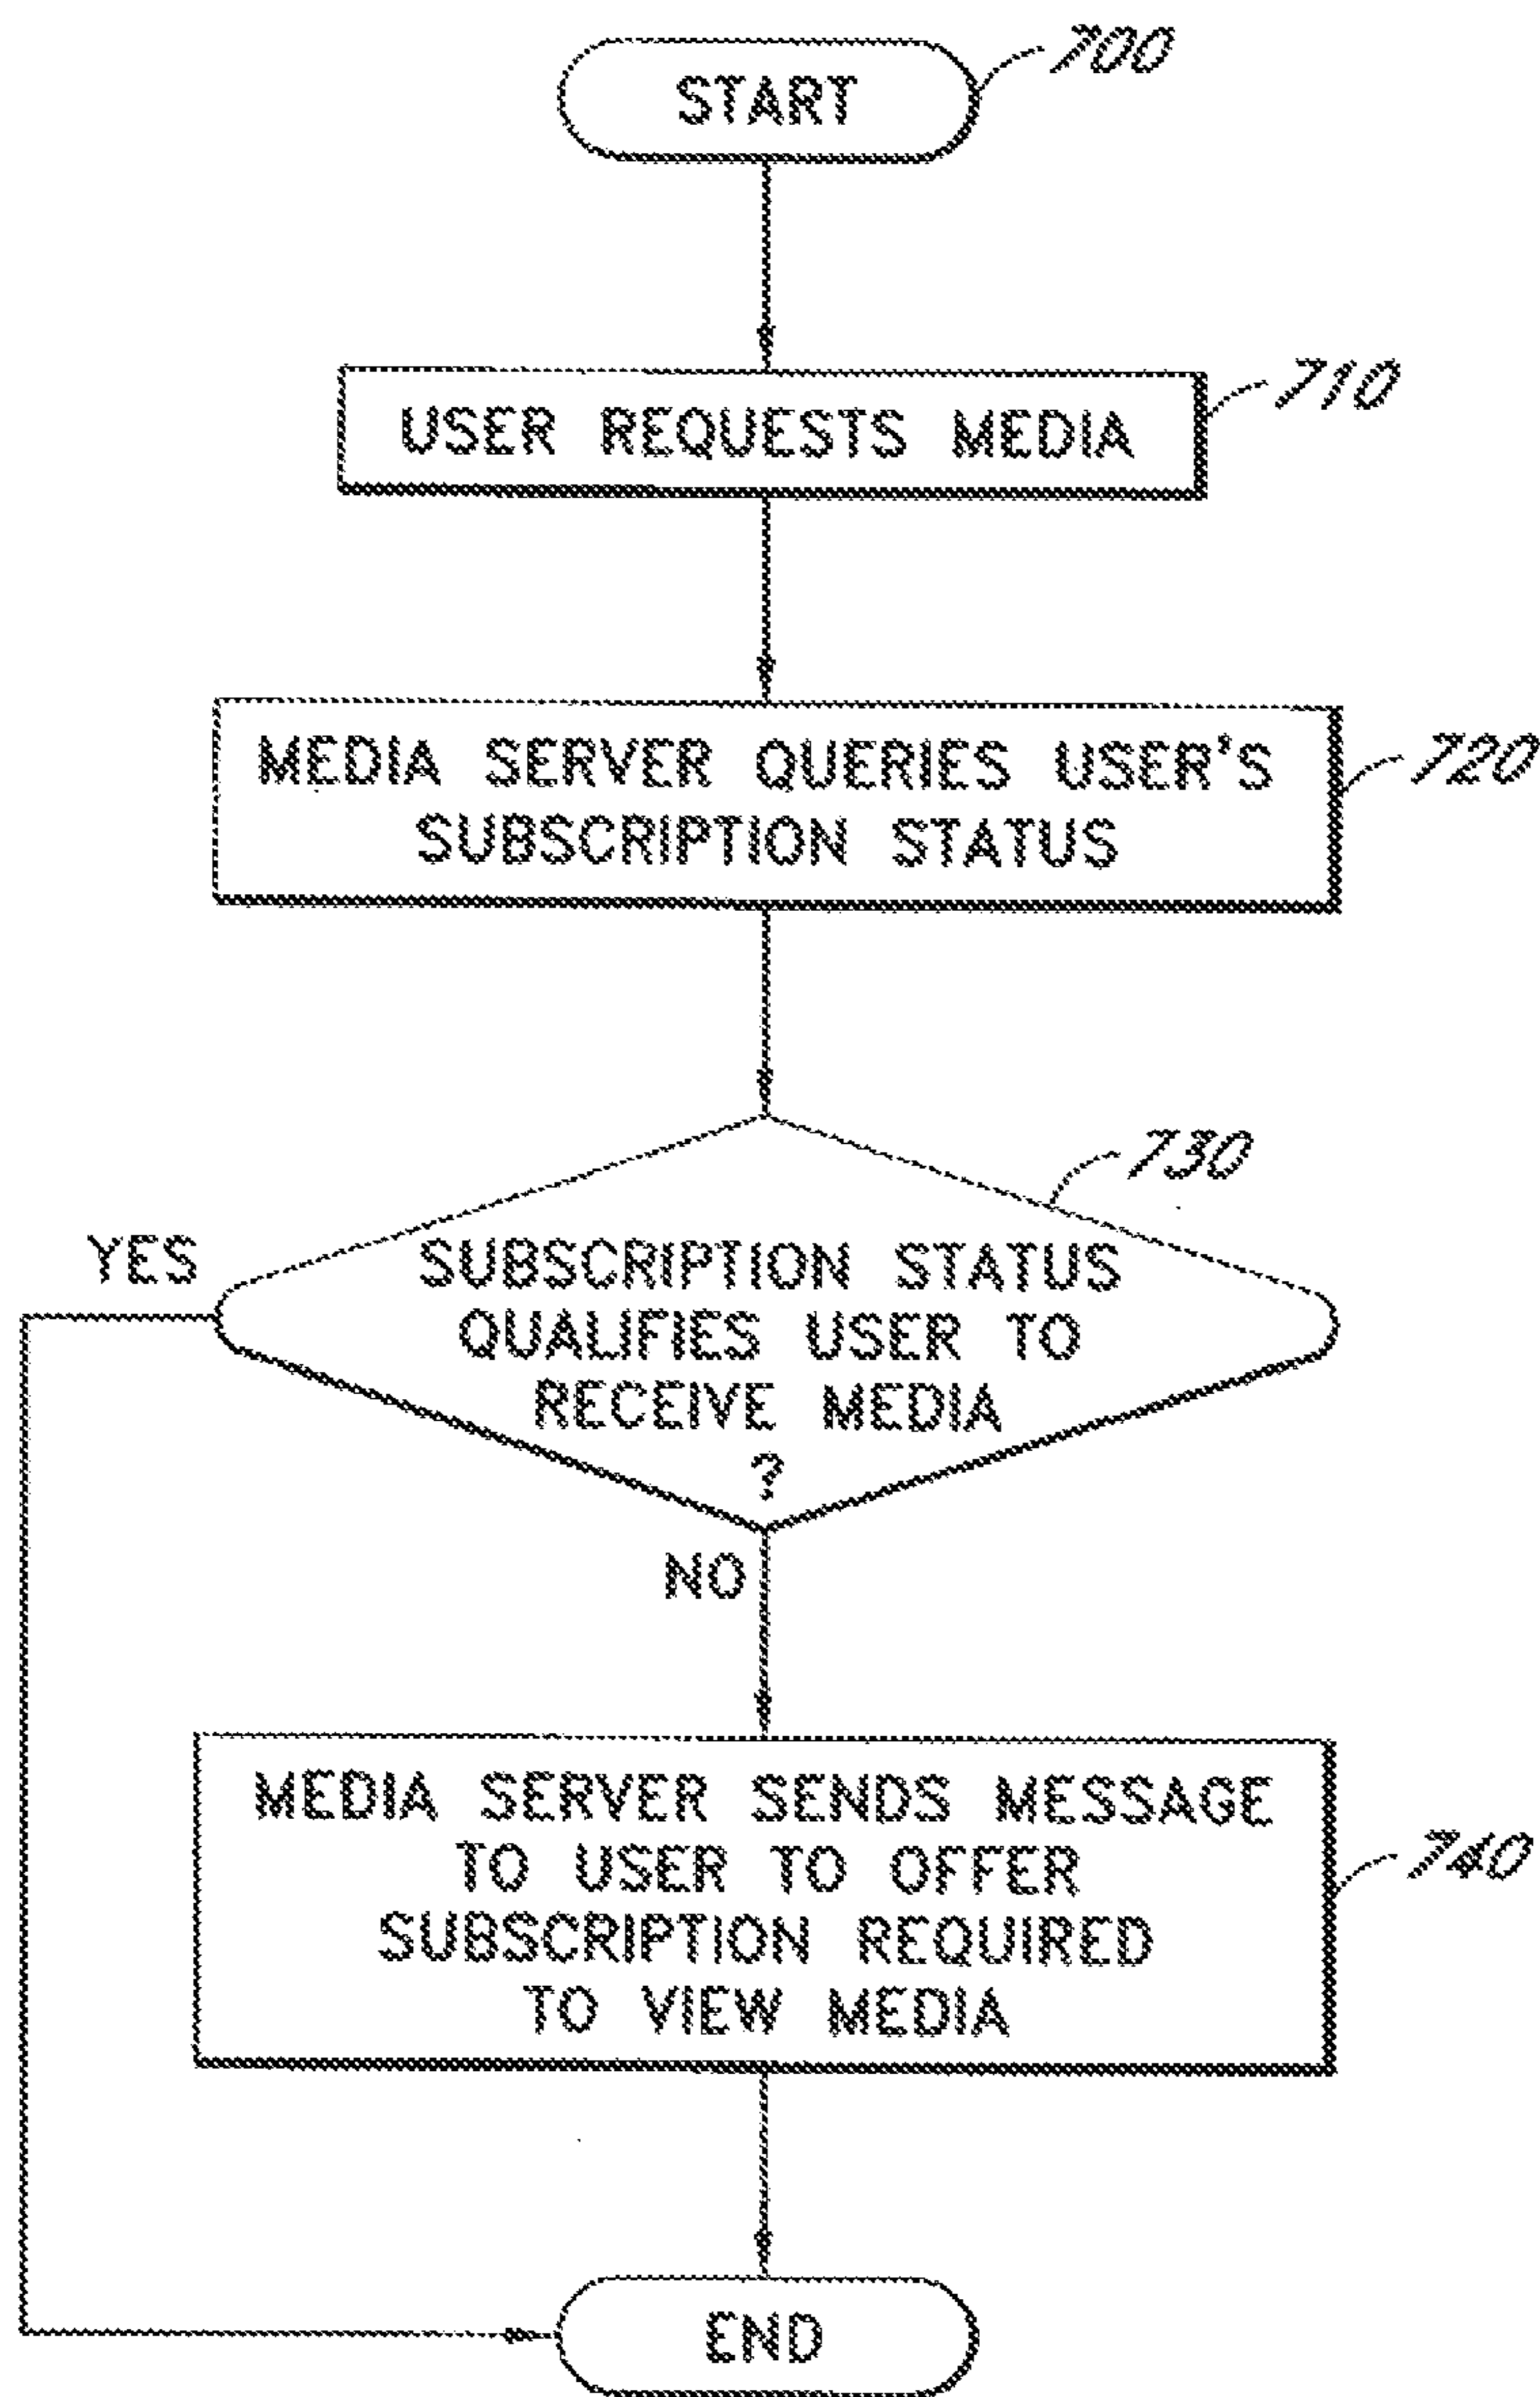 START
700
USER REQUESTS MEDIA
710
MEDIA SERVER QUERIES USER'S
SUBSCRIPTION STATUS
720
730
YES
SUBSCRIPTION STATUS
QUALIFIES USER TO
RECEIVE MEDIA
?
NO
MEDIA SERVER SENDS MESSAGE
TO USER TO OFFER
SUBSCRIPTION REQUIRED
TO VIEW MEDIA
740
END